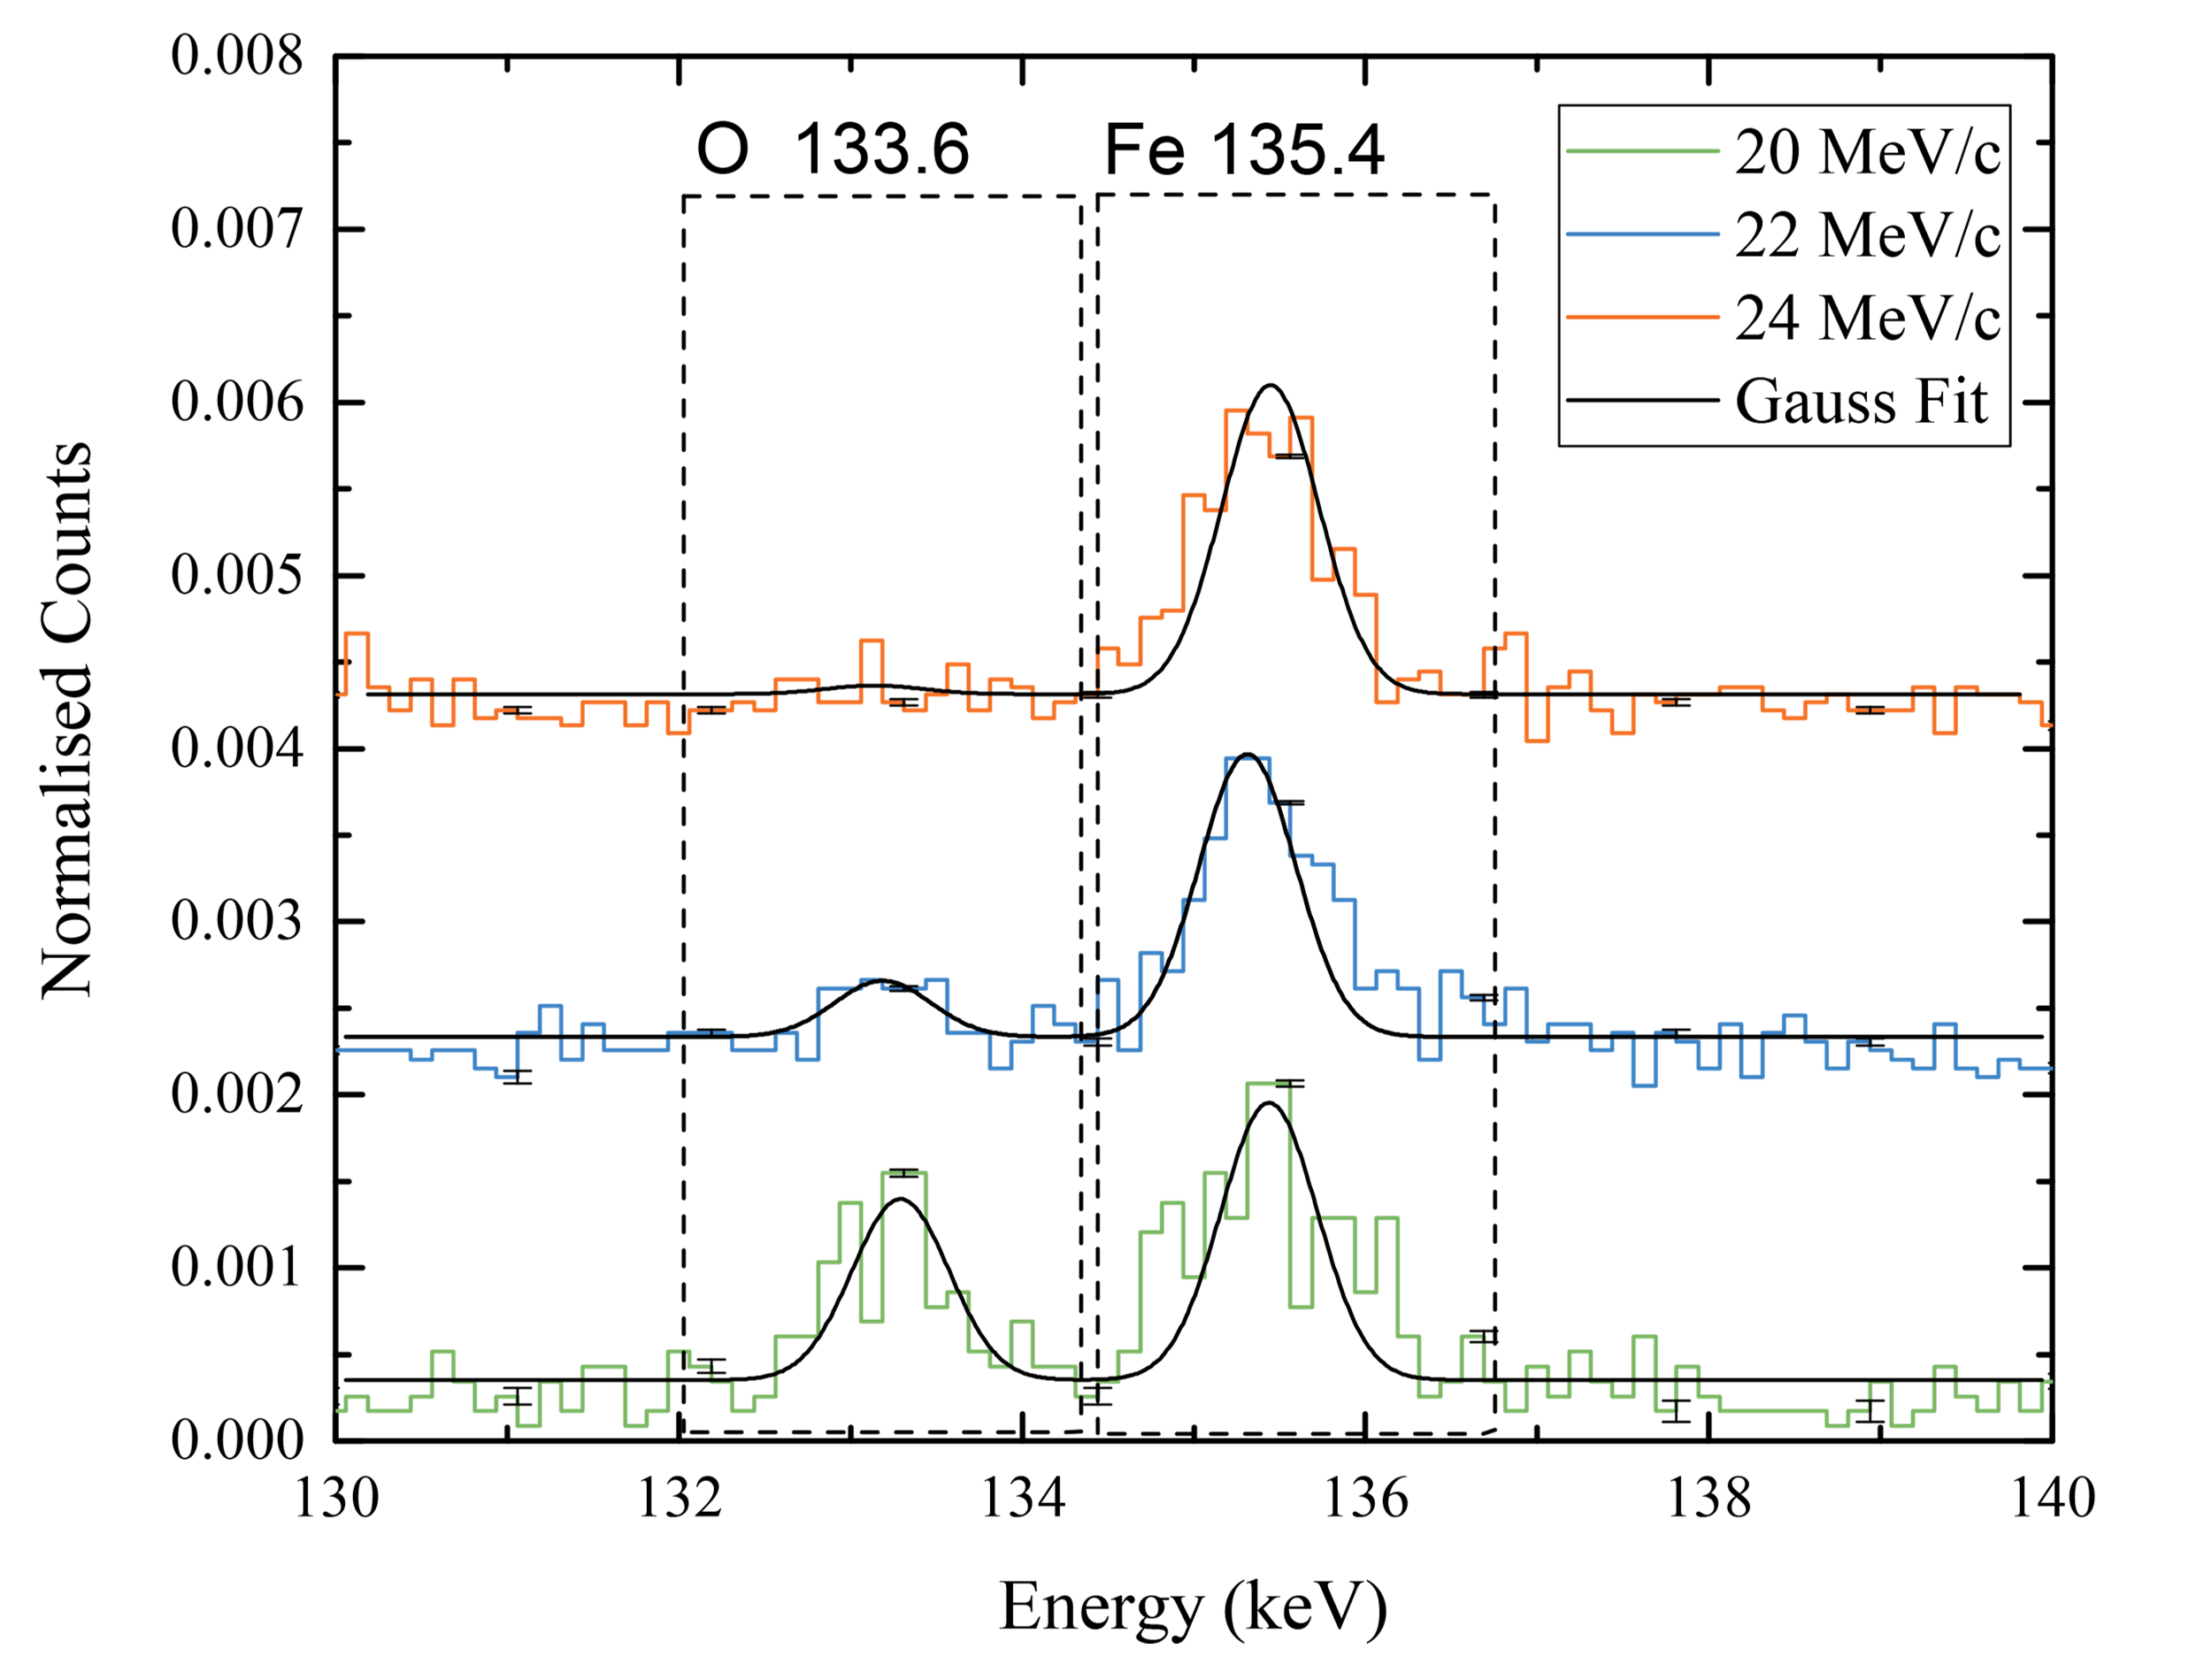 0.008
0.007
0.006
0.005
0.004
0.003
0.002
0.001
0.000
Normalised Counts
O 133.6
Fe 135.4
20 MeV/c
22 MeV/c
24 MeV/c
Gauss Fit
130 132 134 136 138 140
Energy (keV)